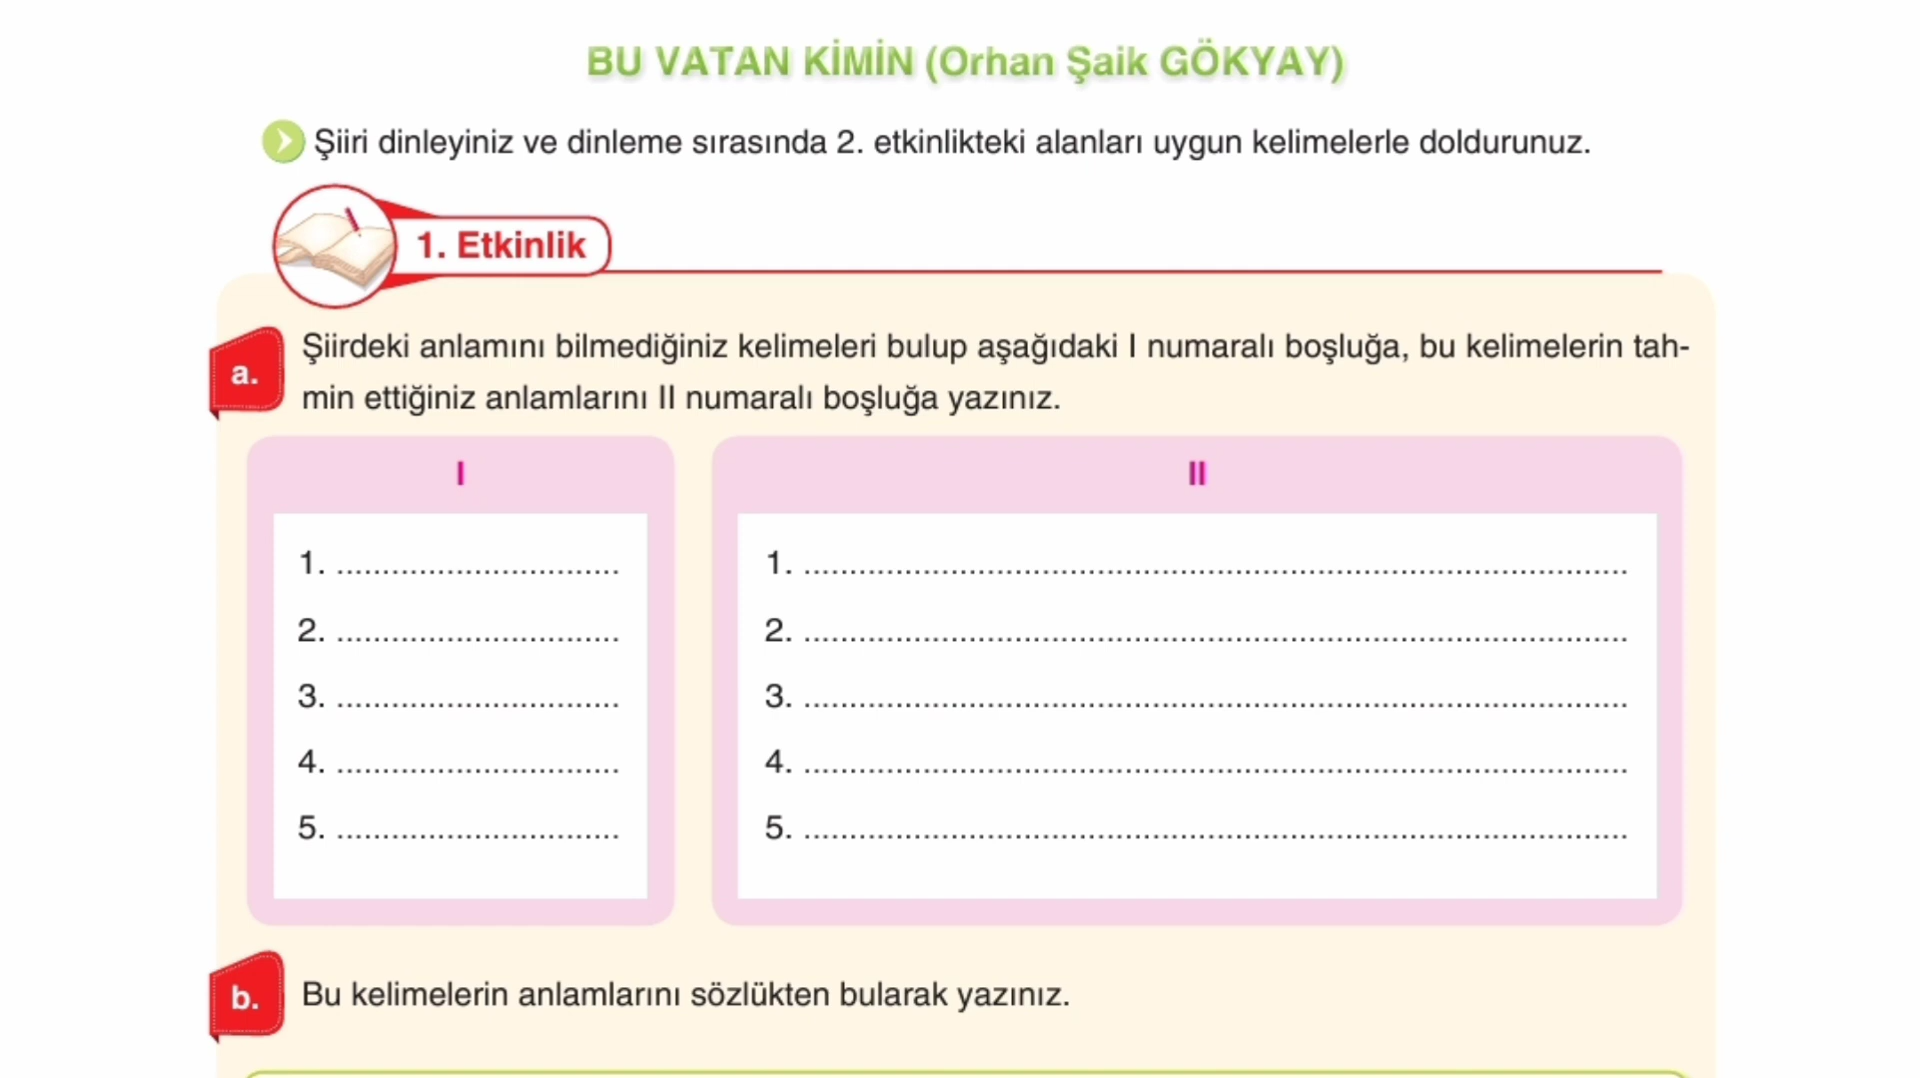 BU VATAN KİMİN (Orhan Şaik GÖKYAY)
Şiiri dinleyiniz ve dinleme sırasında 2. etkinlikteki alanları uygun kelimelerle doldurunuz.
1. Etkinlik
a.
Şiirdeki anlamını bilmediğiniz kelimeleri bulup aşağıdaki I numaralı boşluğa, bu kelimelerin tah-
min ettiğiniz anlamlarını II numaralı boşluğa yazınız.
I
1. ...............................
2. ...............................
3. ...............................
4. ...............................
5. ...............................
II
1. ..........................................................................................
2. ..........................................................................................
3. ..........................................................................................
4. ..........................................................................................
5. ..........................................................................................
b.
Bu kelimelerin anlamlarını sözlükten bularak yazınız.